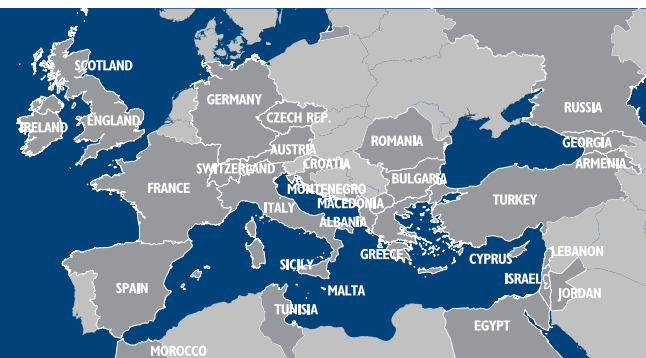 SCOTLAND
IRELAND
ENGLAND
GERMANY
CZECH REP.
RUSSIA
AUSTRIA
ROMANIA
GEORGIA
SWITZERLAND
CROATIA
ARMENIA
FRANCE
MONTENEGRO
BULGARIA
ITALY
MACEDONIA
TURKEY
ALBANIA
GREECE
CYPRUS
LEBANON
SPAIN
SICILY
MALTA
ISRAEL
JORDAN
TUNISIA
EGYPT
MOROCCO